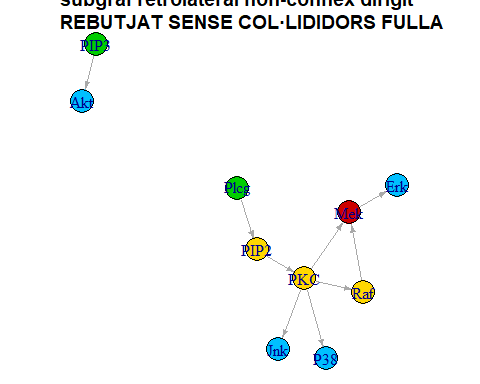 subgraf retrolateral non-connex dirigit
REBUTJAT SENSE COL·LIDIDORS FULLA
PIP3
Akt
Plcg
Erk
Mek
PIP2
PKC
Raf
Jnk
P38